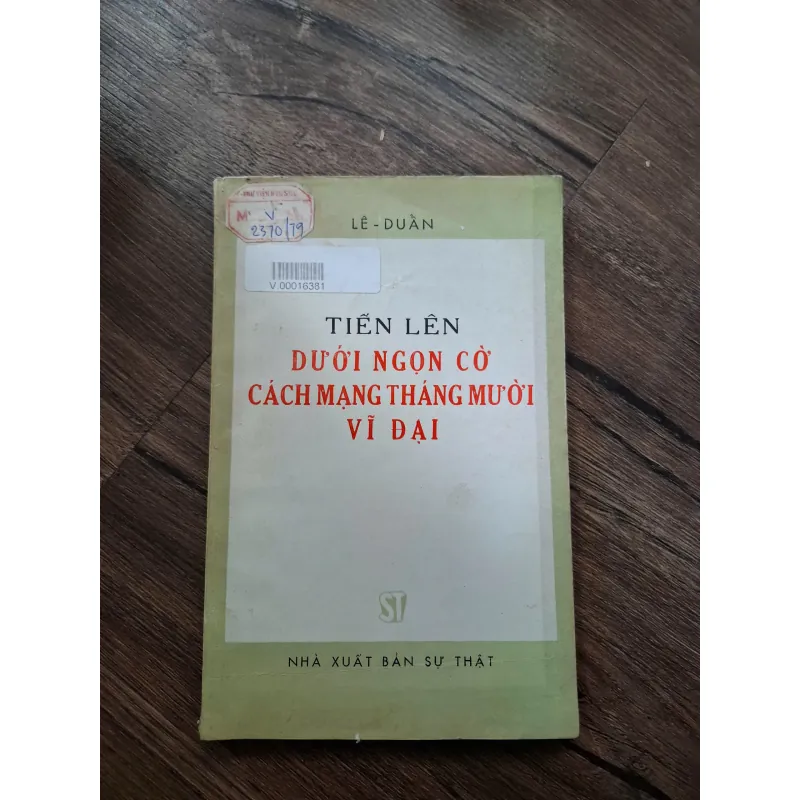 V
2370/79
LÊ-DUẨN
V.00016381
TIẾN LÊN
DƯỚI NGỌN CỜ
CÁCH MẠNG THÁNG MƯỜI
VĨ ĐẠI
ST
NHÀ XUẤT BẢN SỰ THẬT